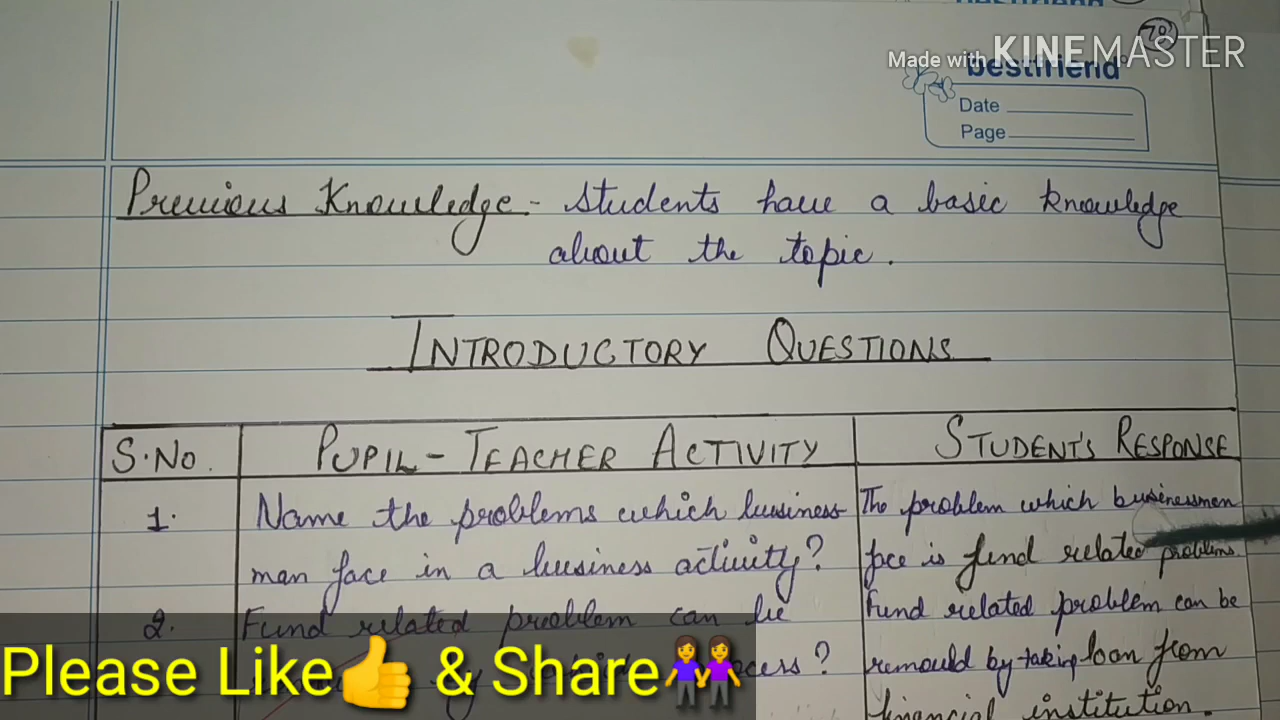 78
Made with KINEMASTER
bestfriend
Date
Page
Previous Knowledge - Students have a basic knowledge
about the topic.
INTRODUCTORY QUESTIONS
S.NO. PUPIL-TEACHER ACTIVITY STUDENT'S RESPONSE
1. Name the problems which business The problem which businessmen
man face in a business activity? face is fund related problems
2. Fund related problem can be Fund related problem can be
removed by taking loan from
Please Like👍 & Share👭
financial institution.